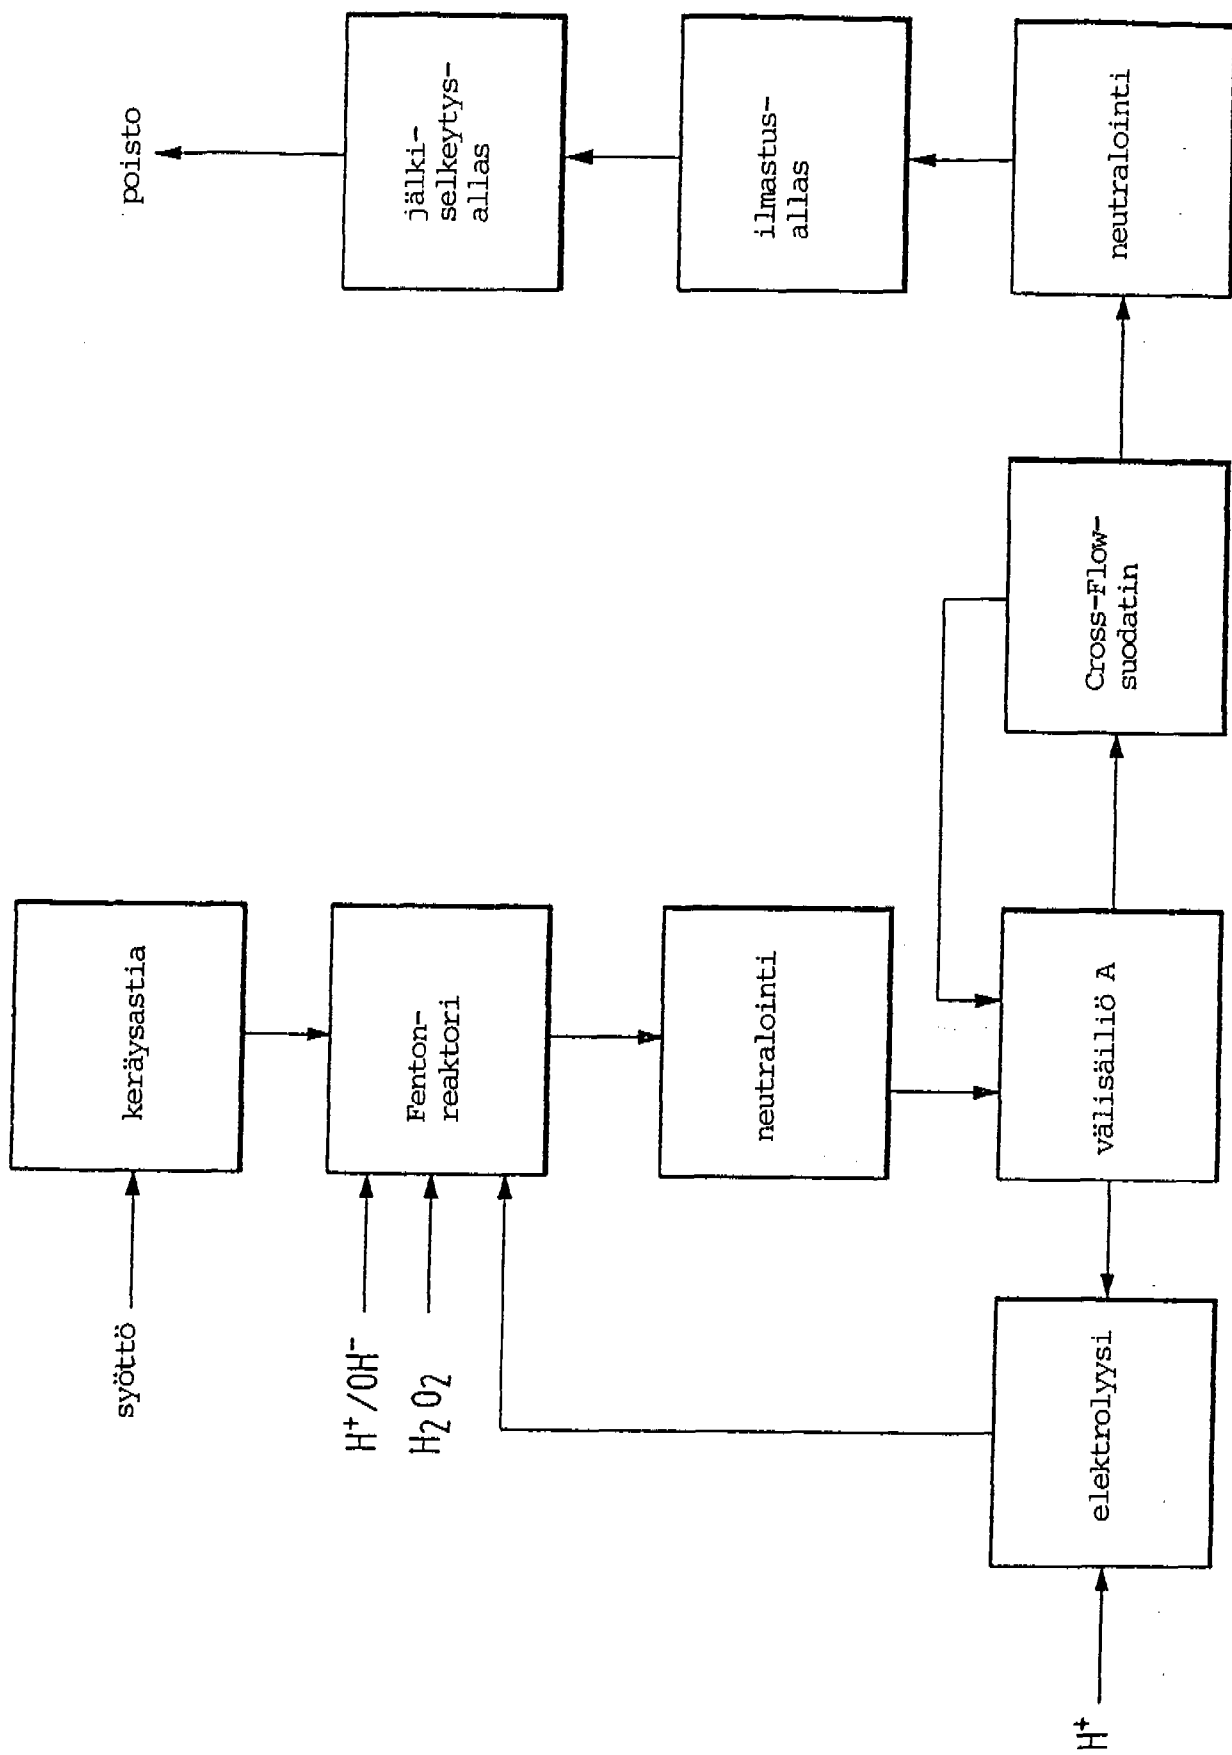 syöttö
keräysastia
H⁺/OH⁻
H₂O₂
Fenton-
reaktori
neutralointi
H⁺
elektrolyysi
välisäiliö A
Cross-Flow-
suodatin
neutralointi
ilmastus-
allas
jälki-
selkeytys-
allas
poisto